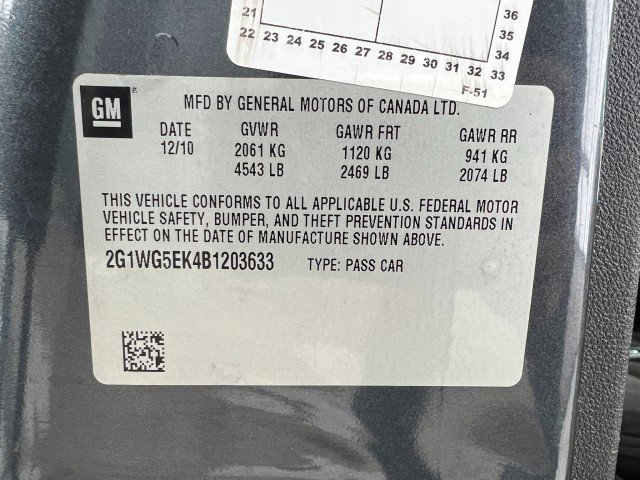 21 36
22 23 24 25 26 27 28 29 30 31 32 33 34 35
F-51
GM ®
MFD BY GENERAL MOTORS OF CANADA LTD.
DATE GVWR GAWR FRT GAWR RR
12/10 2061 KG 1120 KG 941 KG
4543 LB 2469 LB 2074 LB
THIS VEHICLE CONFORMS TO ALL APPLICABLE U.S. FEDERAL MOTOR
VEHICLE SAFETY, BUMPER, AND THEFT PREVENTION STANDARDS IN
EFFECT ON THE DATE OF MANUFACTURE SHOWN ABOVE.
2G1WG5EK4B1203633 TYPE: PASS CAR